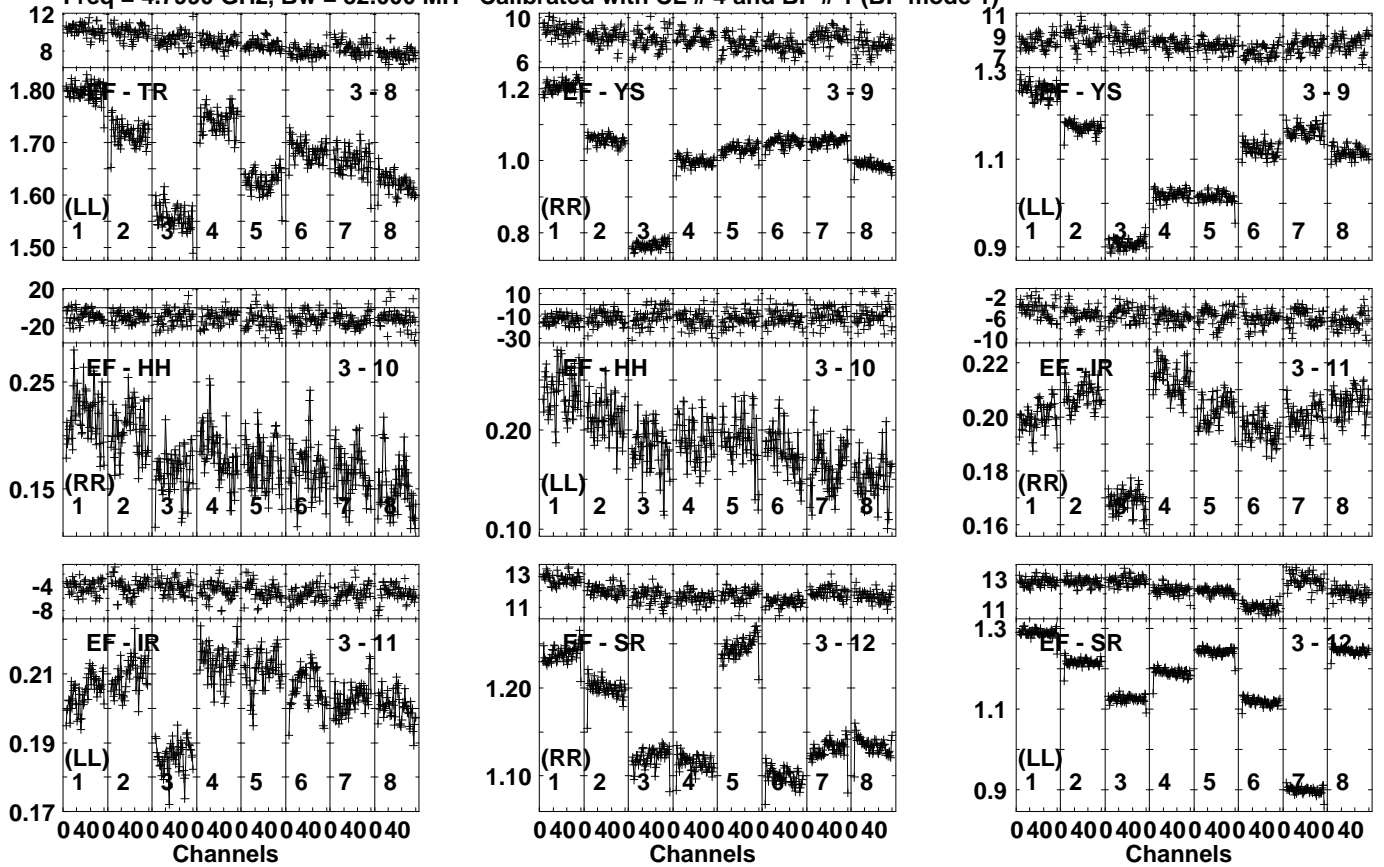 Freq = GHz, Bw = MH Calibrated with CL # 4 and BP # 1 (BP mode 1)
12
8
1.80
1.70
1.60
1.50
EF - TR
3 - 8
(LL)
1 2 3 4 5 6 7 8
10
6
1.2
1.0
0.8
EF - YS
3 - 9
(RR)
1 2 3 4 5 6 7 8
11
9
7
1.3
1.1
0.9
EF - YS
3 - 9
(LL)
1 2 3 4 5 6 7 8
20
-20
0.25
0.15
EF - HH
3 - 10
(RR)
1 2 3 4 5 6 7 8
10
-10
-30
0.20
0.10
EF - HH
3 - 10
(LL)
1 2 3 4 5 6 7 8
-2
-6
-10
0.22
0.20
0.18
0.16
EF - IR
3 - 11
(RR)
1 2 3 4 5 6 7 8
-4
-8
0.21
0.19
0.17
EF - IR
3 - 11
(LL)
1 2 3 4 5 6 7 8
0 40 0 40 0 40 0 40 0 40 0 40 0 40 0 40
Channels
13
11
1.20
1.10
EF - SR
3 - 12
(RR)
1 2 3 4 5 6 7 8
0 40 0 40 0 40 0 40 0 40 0 40 0 40 0 40
Channels
13
11
1.3
1.1
0.9
EF - SR
3 - 12
(LL)
1 2 3 4 5 6 7 8
0 40 0 40 0 40 0 40 0 40 0 40 0 40 0 40
Channels